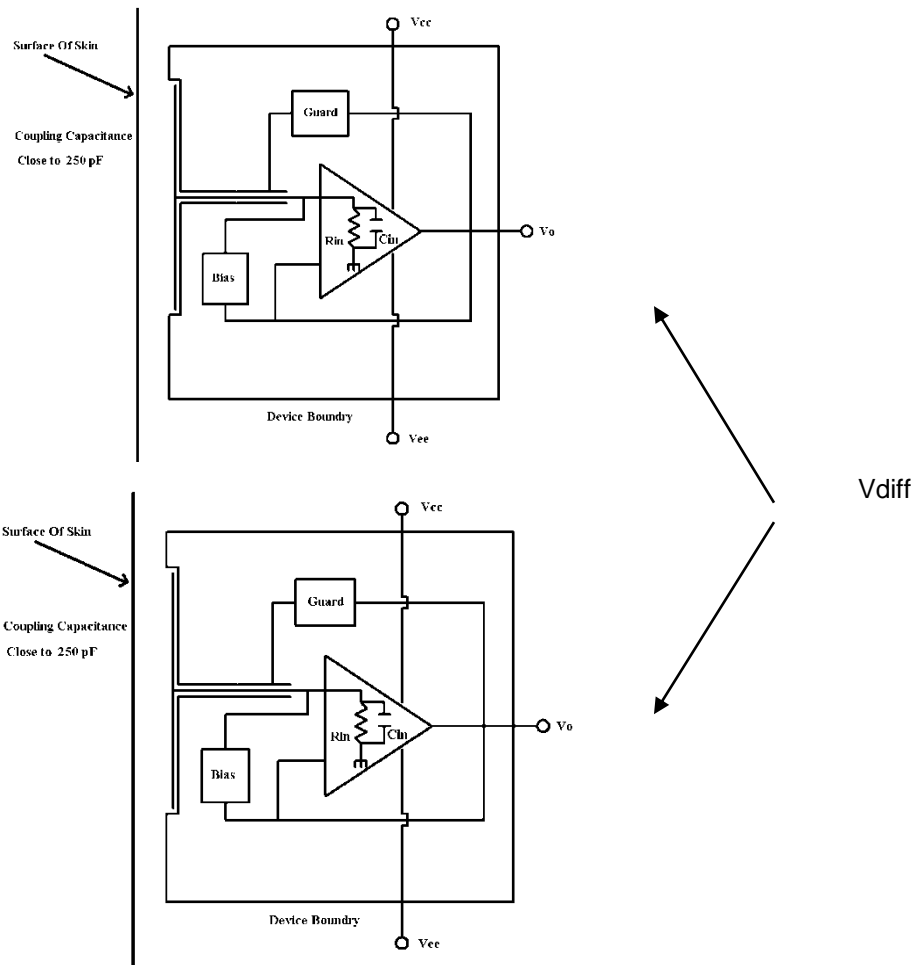 Vcc
Surface Of Skin
Guard
Coupling Capacitance
Close to 250 pF
Rin
Cin
Vo
Bias
Device Boundry
Vee
Vdiff
Vcc
Surface Of Skin
Guard
Coupling Capacitance
Close to 250 pF
Rin
Cin
Vo
Bias
Device Boundry
Vee